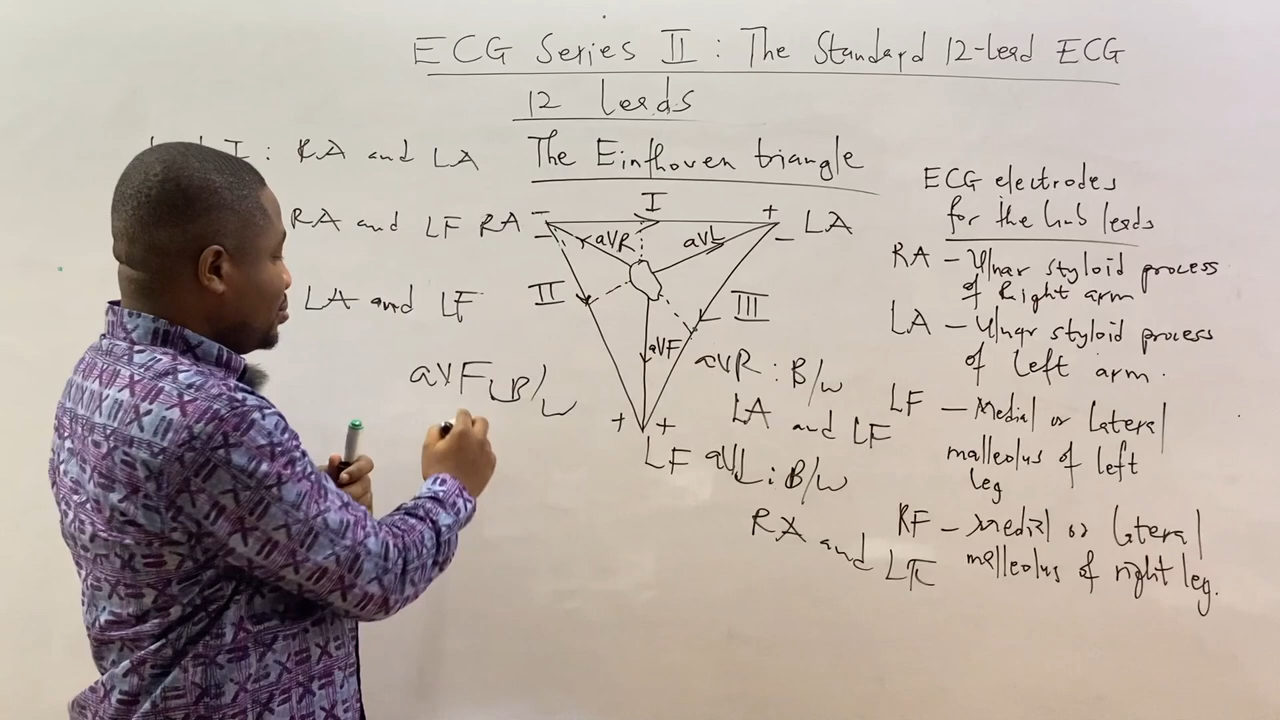 ECG Series II : The Standard 12-lead ECG
12 leads
The Einthoven triangle
I : RA and LA
RA and LF
LA and LF
I
RA − + LA
− −
aVR aVL
II III
aVF
+ +
LF
aVF : B/w
aVR : B/w
LA and LF
aVL : B/w
RA and LF
ECG electrodes
for the limb leads
RA – Ulnar styloid process
of Right arm
LA – Ulnar styloid process
of left arm.
LF – Medial or Lateral
malleolus of left
leg
RF – Medial or lateral
malleolus of right leg.